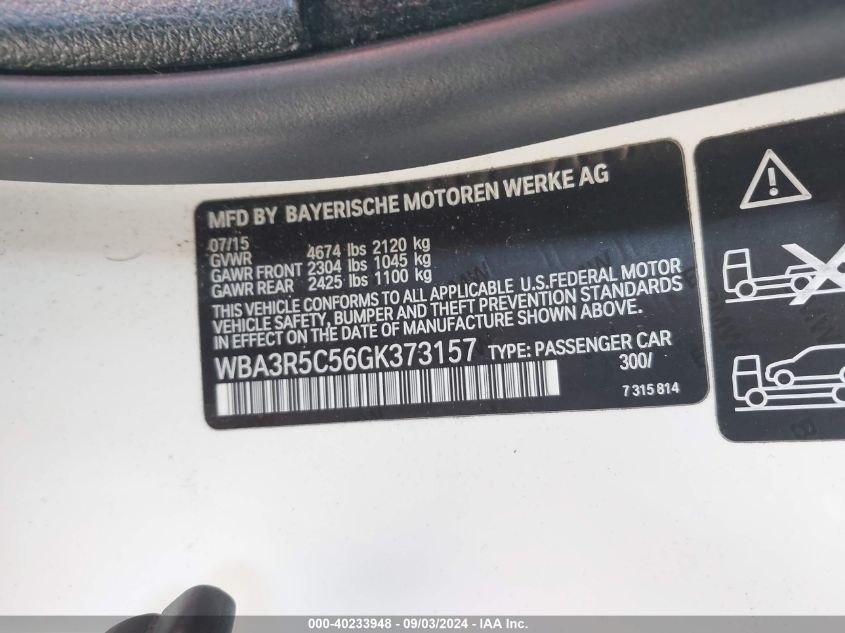 MFD BY BAYERISCHE MOTOREN WERKE AG
07/15
GVWR 4674 lbs 2120 kg
GAWR FRONT 2304 lbs 1045 kg
GAWR REAR 2425 lbs 1100 kg
THIS VEHICLE CONFORMS TO ALL APPLICABLE U.S.FEDERAL MOTOR
VEHICLE SAFETY, BUMPER AND THEFT PREVENTION STANDARDS
IN EFFECT ON THE DATE OF MANUFACTURE SHOWN ABOVE.
WBA3R5C56GK373157 TYPE: PASSENGER CAR
300/
7 315 814
000-40233948 - 09/03/2024 - IAA Inc.